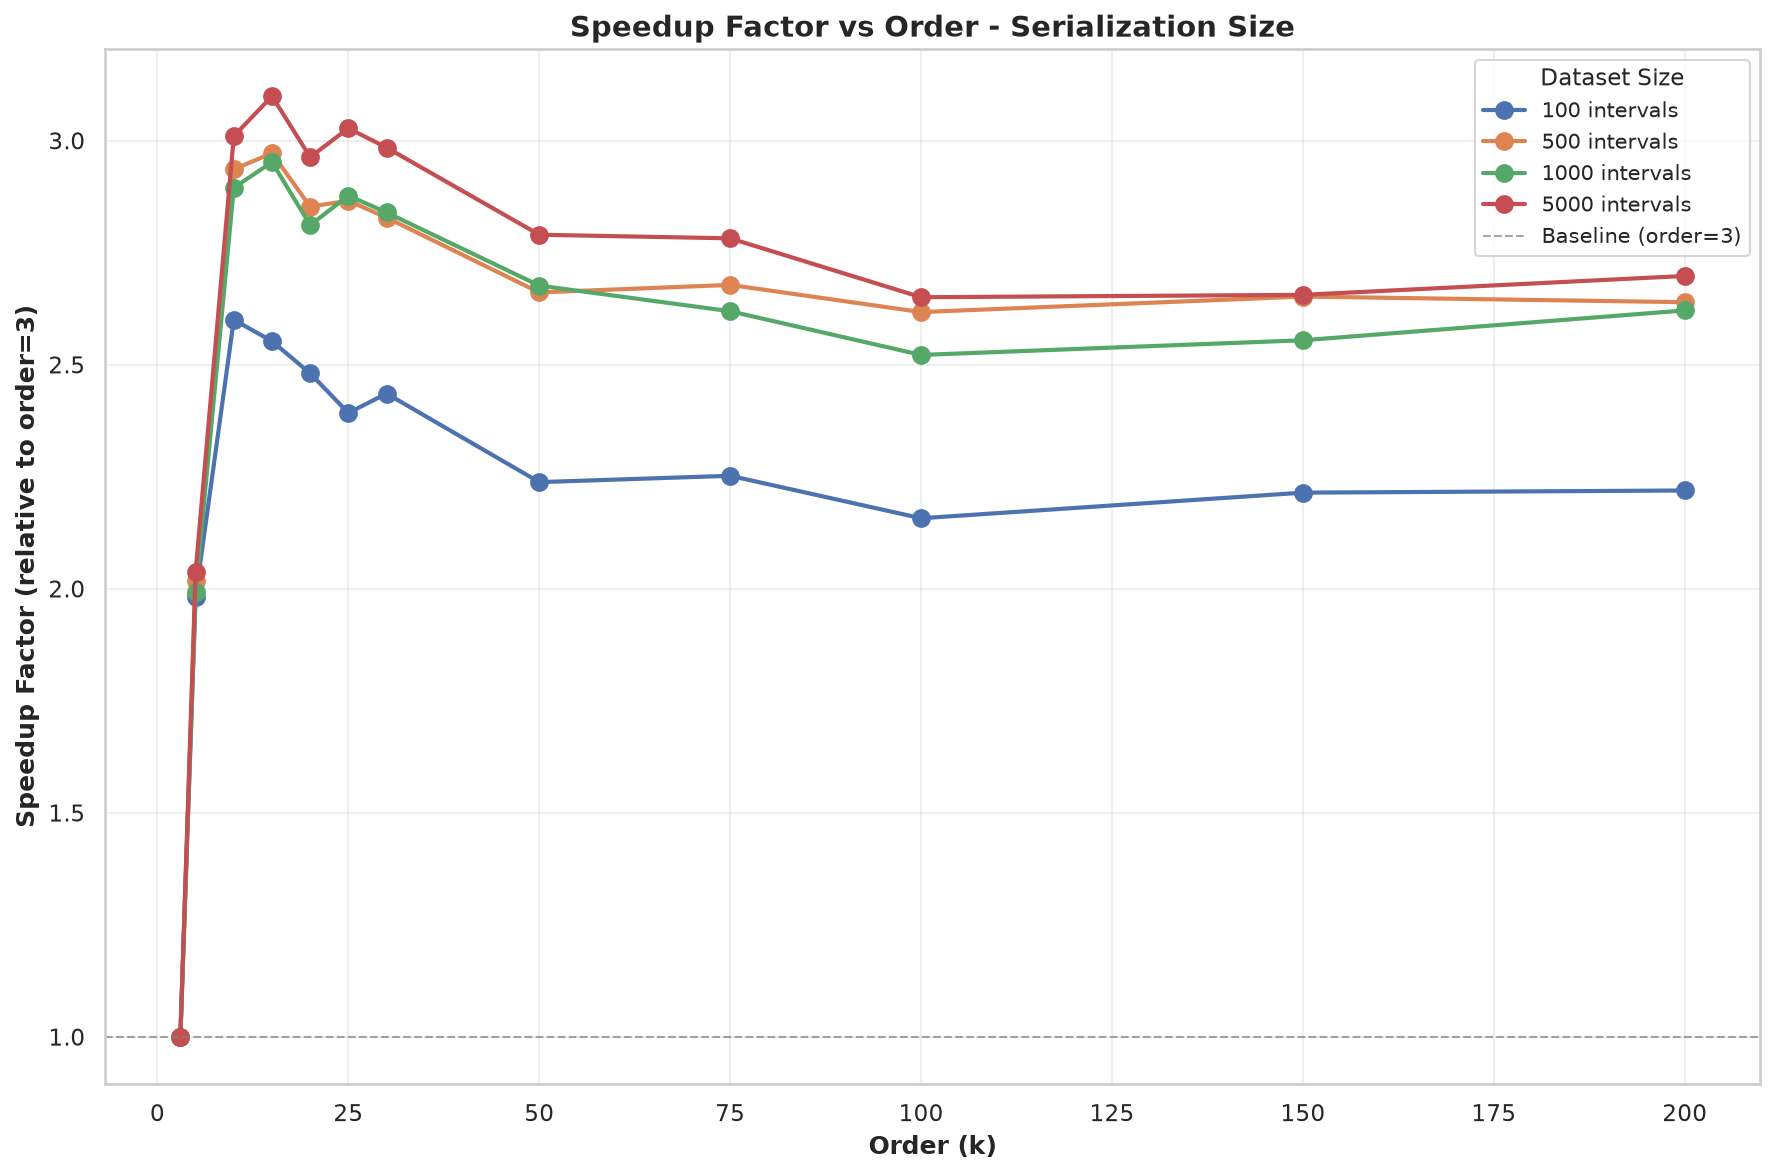 Speedup Factor vs Order - Serialization Size
Speedup Factor (relative to order=3)
3.0
2.5
2.0
1.5
1.0
Dataset Size
100 intervals
500 intervals
1000 intervals
5000 intervals
Baseline (order=3)
0 25 50 75 100 125 150 175 200
Order (k)